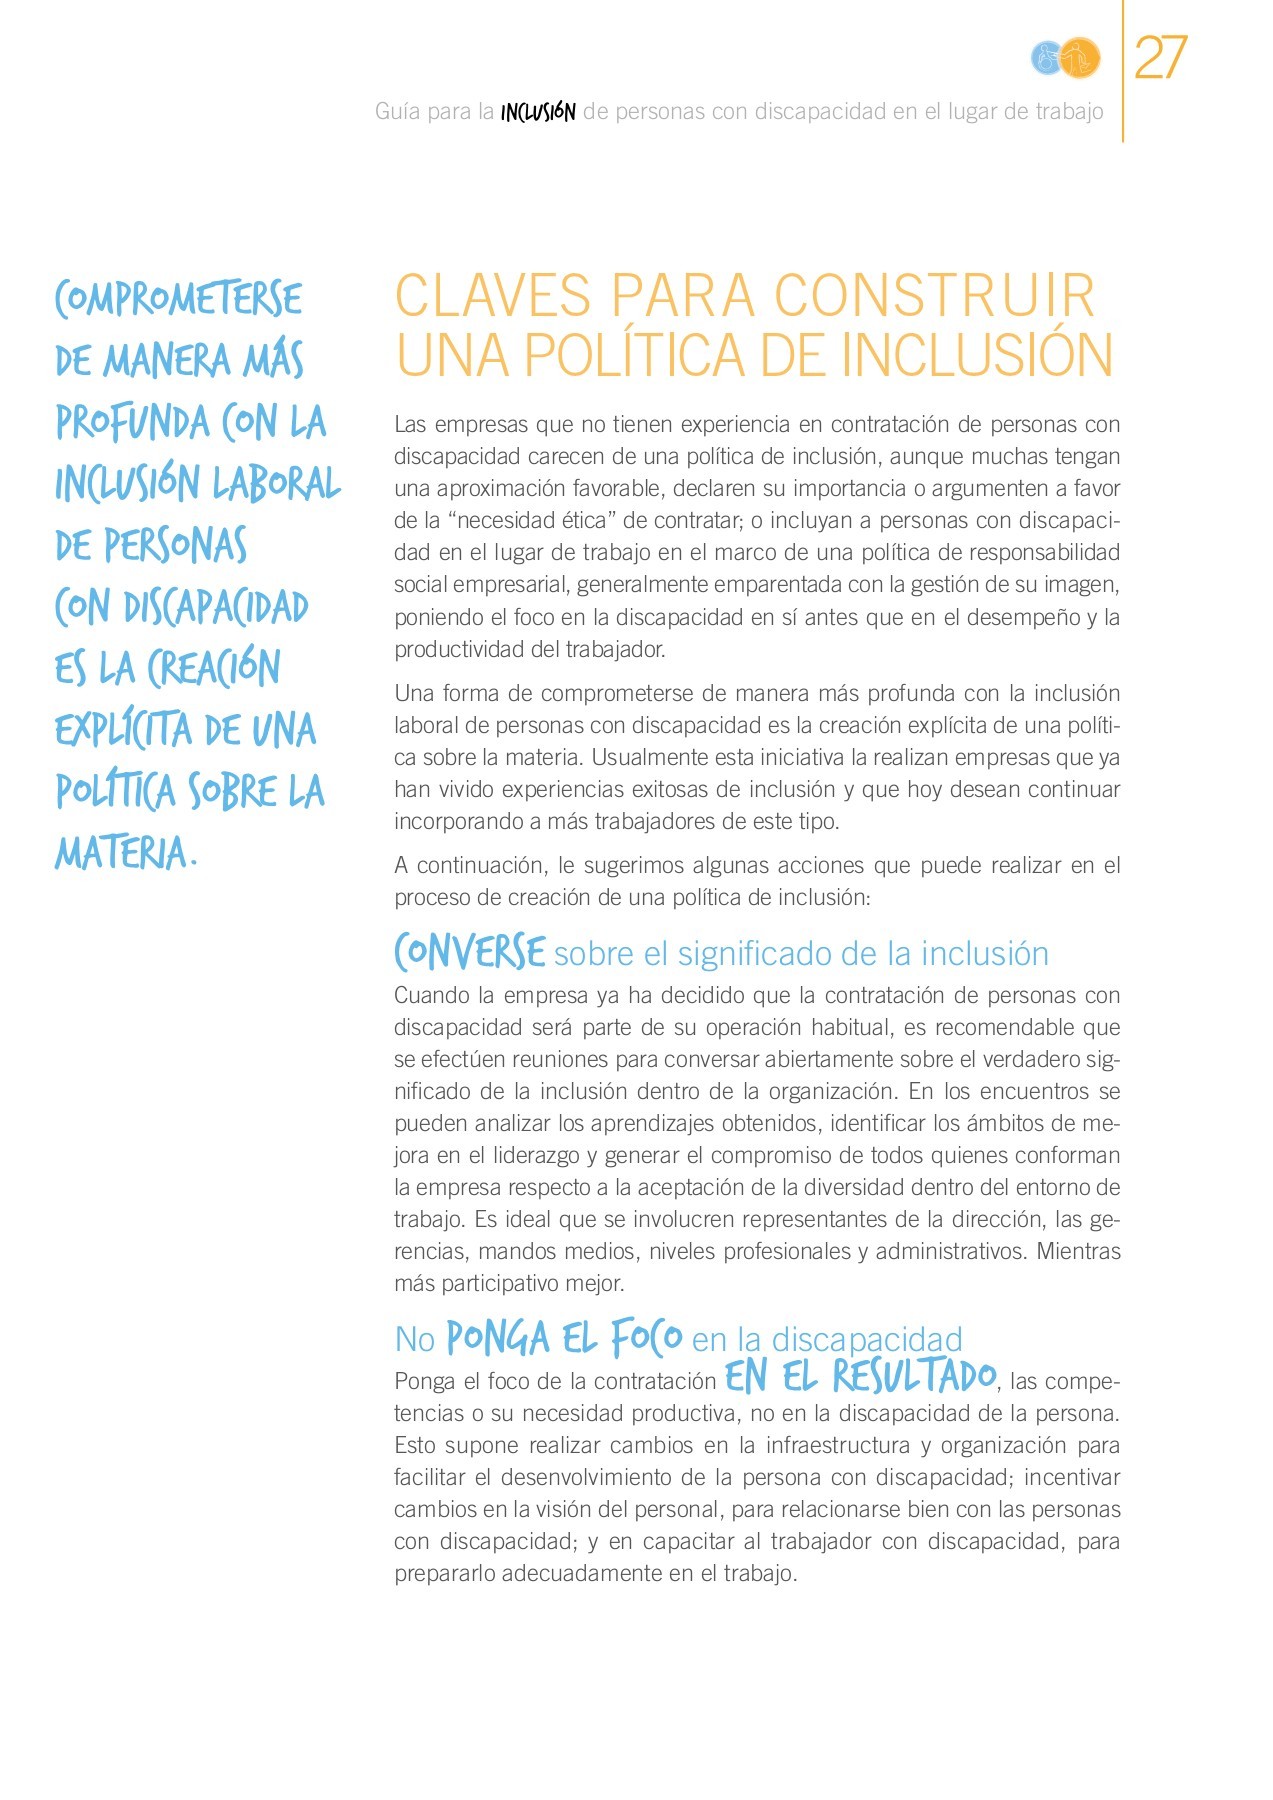 27
Guía para la INCLUSIÓN de personas con discapacidad en el lugar de trabajo
COMPROMETERSE
DE MANERA MÁS
PROFUNDA CON LA
INCLUSIÓN LABORAL
DE PERSONAS
CON DISCAPACIDAD
ES LA CREACIÓN
EXPLÍCITA DE UNA
POLÍTICA SOBRE LA
MATERIA.
CLAVES PARA CONSTRUIR
UNA POLÍTICA DE INCLUSIÓN
Las empresas que no tienen experiencia en contratación de personas con
discapacidad carecen de una política de inclusión, aunque muchas tengan
una aproximación favorable, declaren su importancia o argumenten a favor
de la “necesidad ética” de contratar; o incluyan a personas con discapaci-
dad en el lugar de trabajo en el marco de una política de responsabilidad
social empresarial, generalmente emparentada con la gestión de su imagen,
poniendo el foco en la discapacidad en sí antes que en el desempeño y la
productividad del trabajador.
Una forma de comprometerse de manera más profunda con la inclusión
laboral de personas con discapacidad es la creación explícita de una políti-
ca sobre la materia. Usualmente esta iniciativa la realizan empresas que ya
han vivido experiencias exitosas de inclusión y que hoy desean continuar
incorporando a más trabajadores de este tipo.
A continuación, le sugerimos algunas acciones que puede realizar en el
proceso de creación de una política de inclusión:
CONVERSE sobre el significado de la inclusión
Cuando la empresa ya ha decidido que la contratación de personas con
discapacidad será parte de su operación habitual, es recomendable que
se efectúen reuniones para conversar abiertamente sobre el verdadero sig-
nificado de la inclusión dentro de la organización. En los encuentros se
pueden analizar los aprendizajes obtenidos, identificar los ámbitos de me-
jora en el liderazgo y generar el compromiso de todos quienes conforman
la empresa respecto a la aceptación de la diversidad dentro del entorno de
trabajo. Es ideal que se involucren representantes de la dirección, las ge-
rencias, mandos medios, niveles profesionales y administrativos. Mientras
más participativo mejor.
No PONGA EL FOCO en la discapacidad
Ponga el foco de la contratación EN EL RESULTADO, las compe-
tencias o su necesidad productiva, no en la discapacidad de la persona.
Esto supone realizar cambios en la infraestructura y organización para
facilitar el desenvolvimiento de la persona con discapacidad; incentivar
cambios en la visión del personal, para relacionarse bien con las personas
con discapacidad; y en capacitar al trabajador con discapacidad, para
prepararlo adecuadamente en el trabajo.